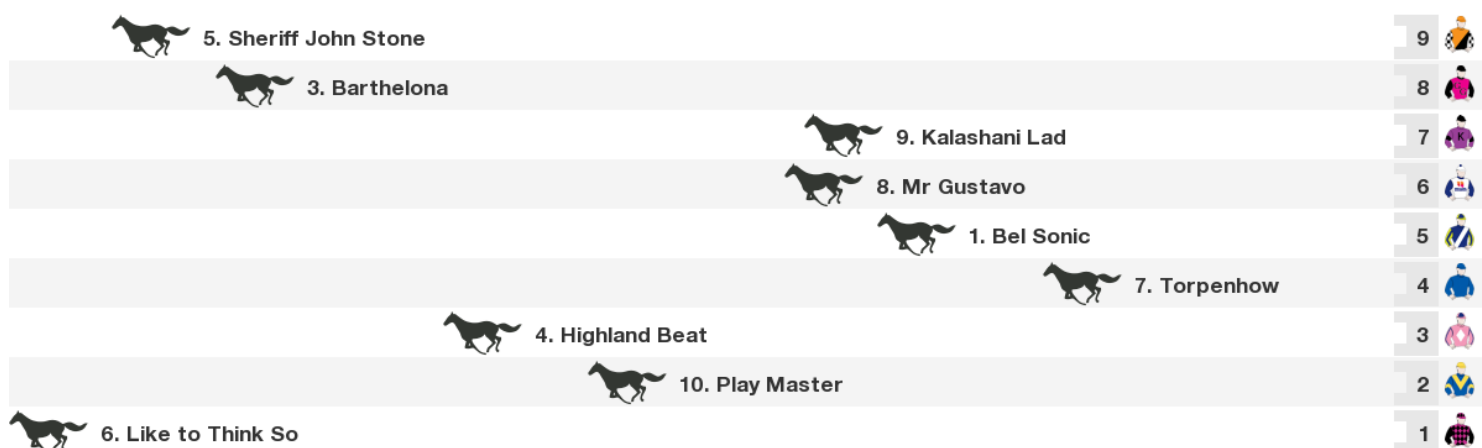 5. Sheriff John Stone 9
3. Barthelona 8
9. Kalashani Lad 7
8. Mr Gustavo 6
1. Bel Sonic 5
7. Torpenhow 4
4. Highland Beat 3
10. Play Master 2
6. Like to Think So 1